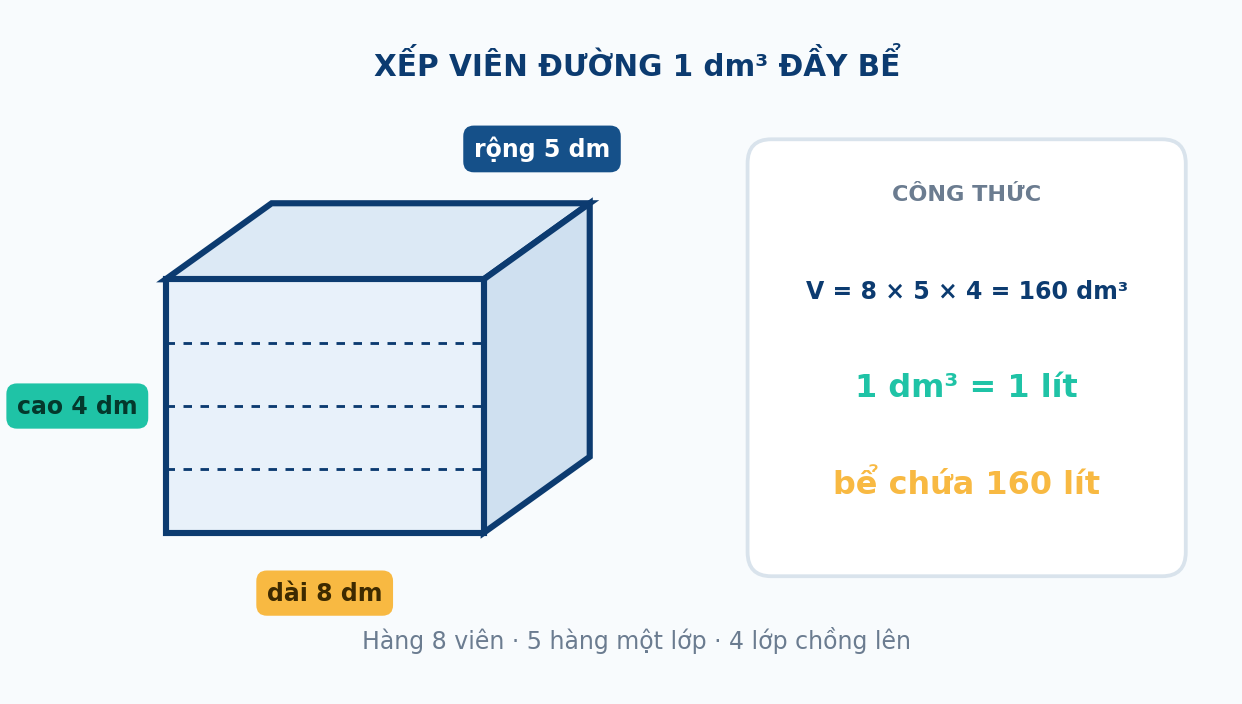 XẾP VIÊN ĐƯỜNG 1 dm³ ĐẦY BỂ
rộng 5 dm
CÔNG THỨC
V = 8 × 5 × 4 = 160 dm³
1 dm³ = 1 lít
cao 4 dm
bể chứa 160 lít
dài 8 dm
Hàng 8 viên · 5 hàng một lớp · 4 lớp chồng lên